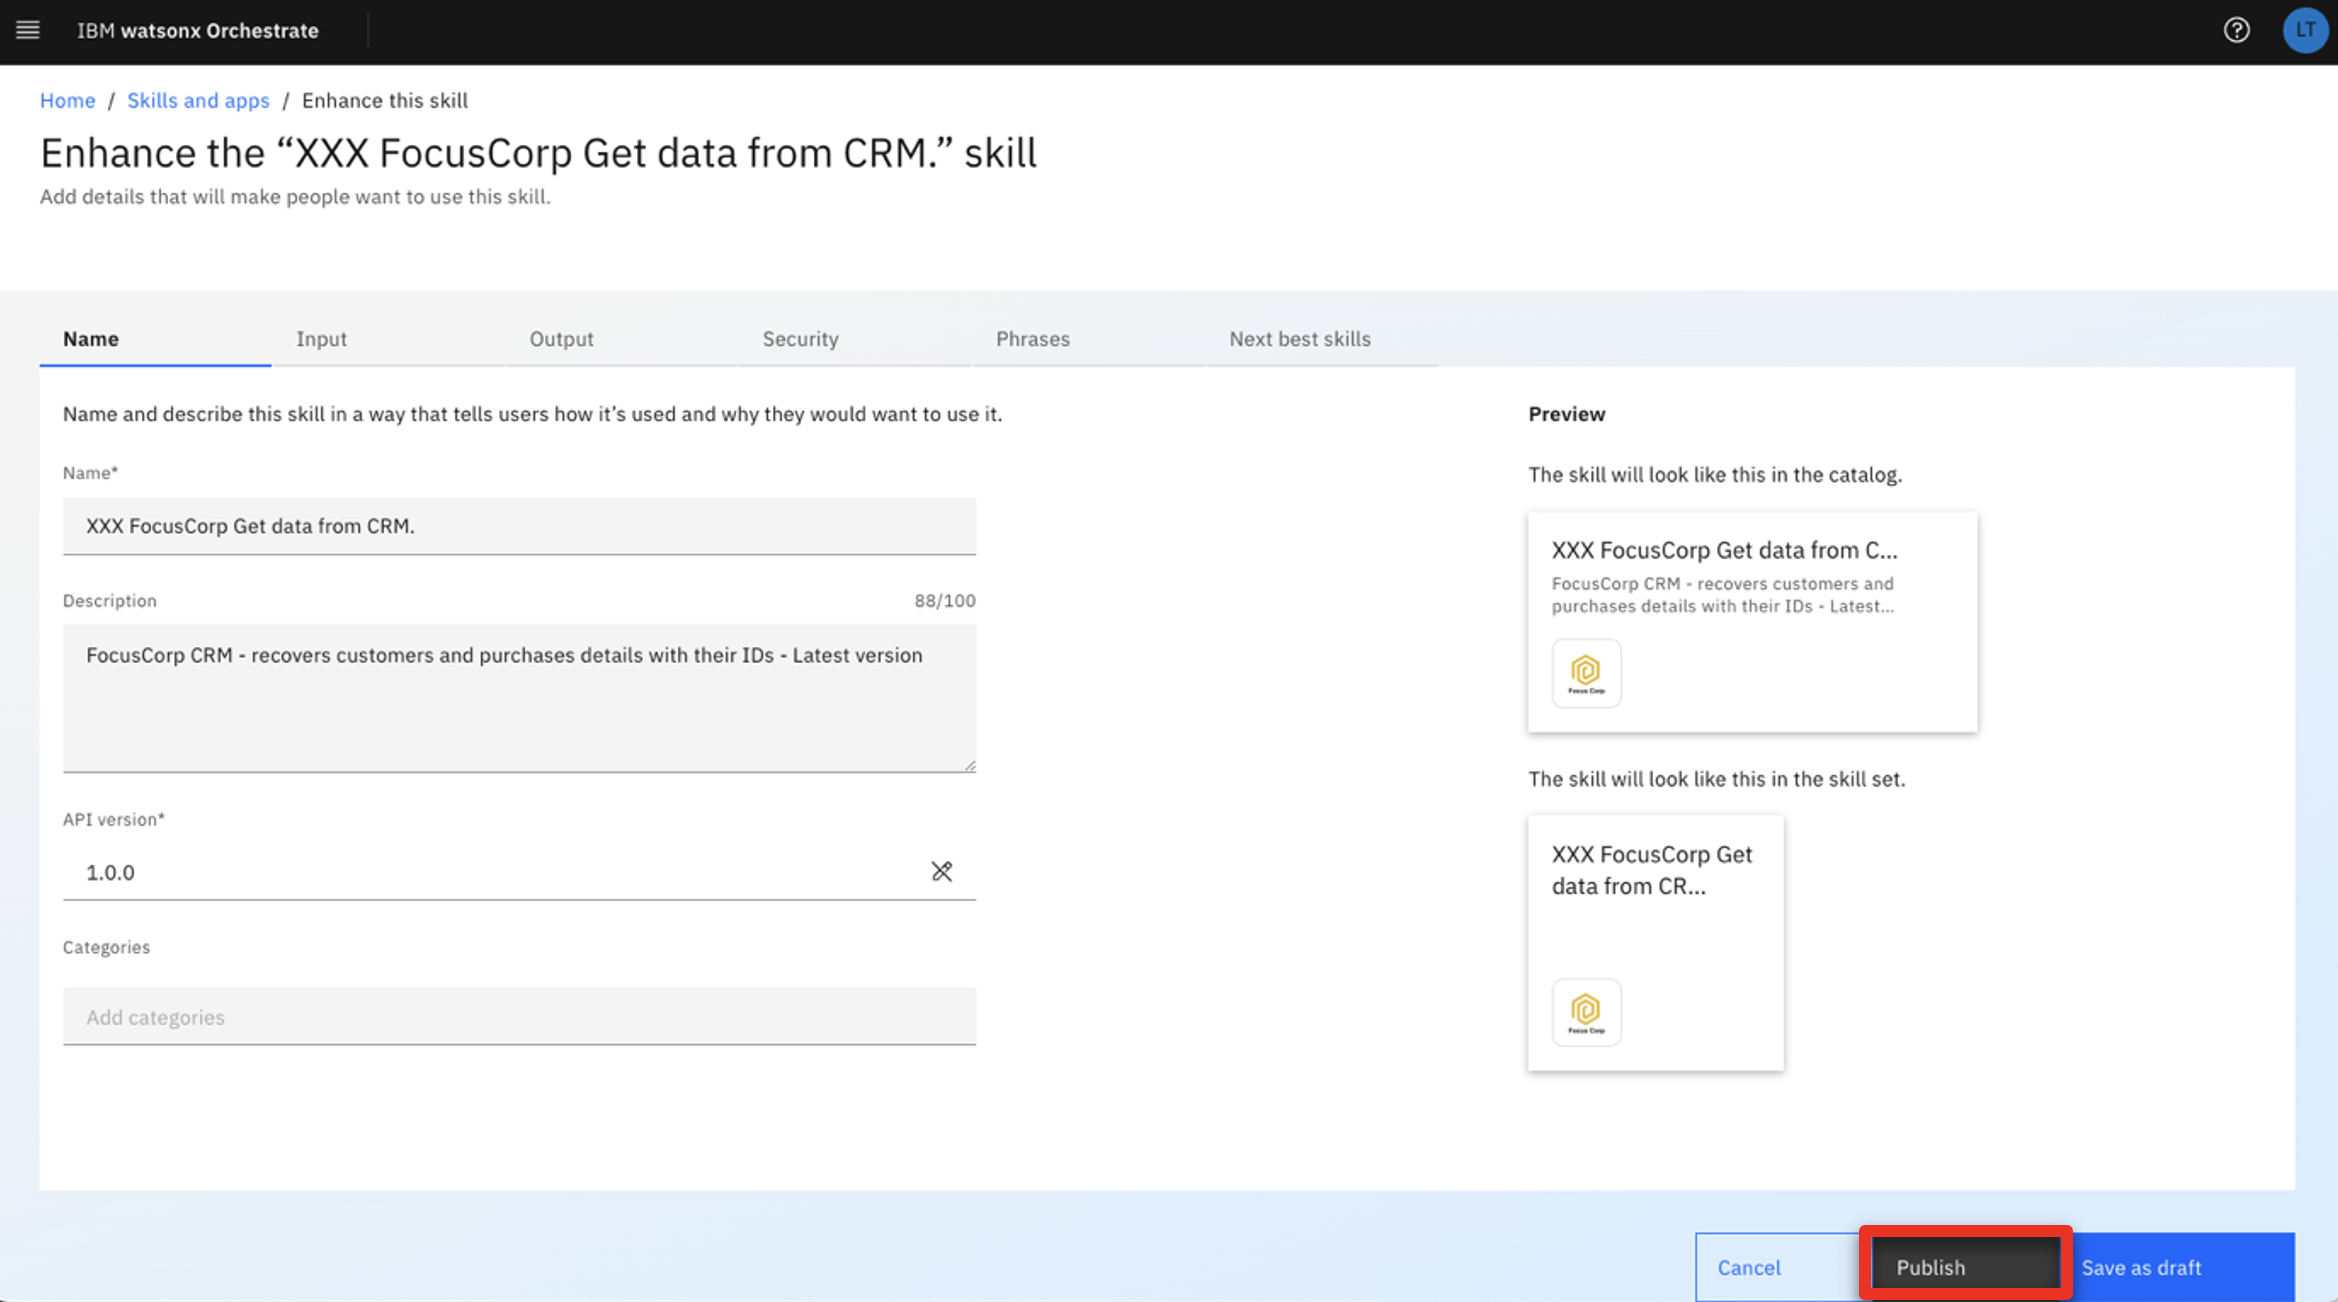 IBM watsonx Orchestrate
LT
Home / Skills and apps / Enhance this skill
Enhance the “XXX FocusCorp Get data from CRM.” skill
Add details that will make people want to use this skill.
Name
Input
Output
Security
Phrases
Next best skills
Name and describe this skill in a way that tells users how it’s used and why they would want to use it.
Name*
XXX FocusCorp Get data from CRM.
Description
88/100
FocusCorp CRM - recovers customers and purchases details with their IDs - Latest version
API version*
1.0.0
Categories
Add categories
Preview
The skill will look like this in the catalog.
XXX FocusCorp Get data from C...
FocusCorp CRM - recovers customers and
purchases details with their IDs - Latest...
Focus Corp
The skill will look like this in the skill set.
XXX FocusCorp Get
data from CR...
Focus Corp
Cancel
Publish
Save as draft